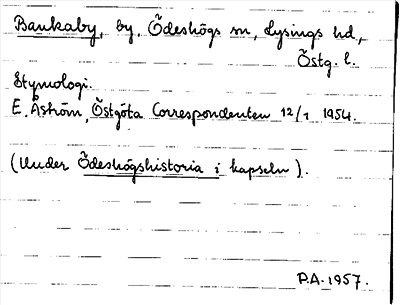 Baukaby, by, Ödeshögs sn, Lysings hd,
Östg. l.
Etymologi.
E. Åström, Östgöta Correspondenten 12/1 1954.
(Under Ödeshögshistoria i kapseln).
P.A. 1957.